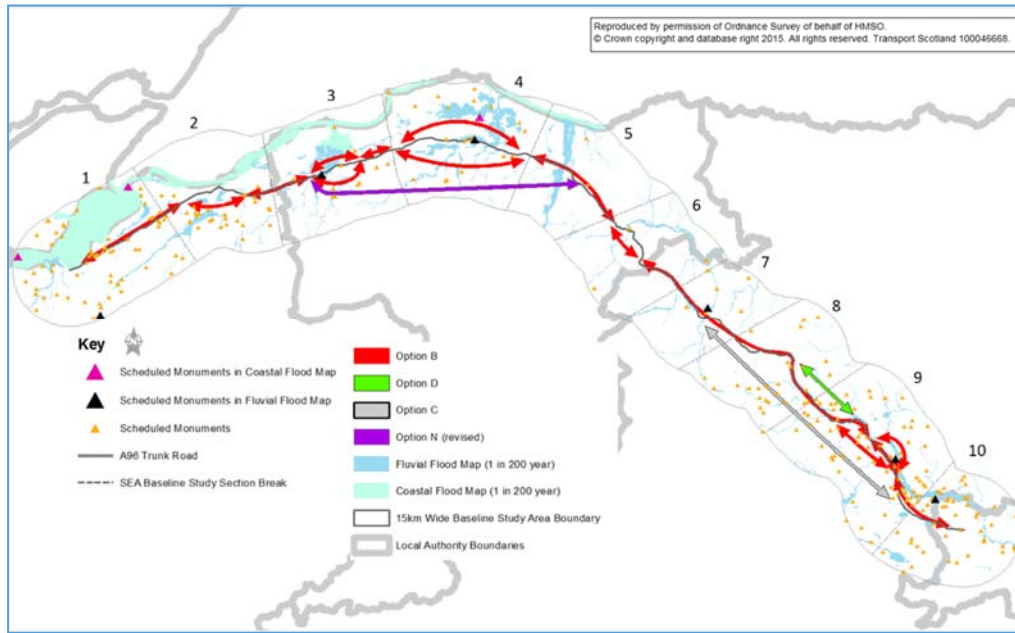 Reproduced by permission of Ordnance Survey of behalf of HMSO.
© Crown copyright and database right 2015. All rights reserved. Transport Scotland 100046668.
1
2
3
4
5
6
7
8
9
10
Key
Scheduled Monuments in Coastal Flood Map
Scheduled Monuments in Fluvial Flood Map
Scheduled Monuments
A96 Trunk Road
SEA Baseline Study Section Break
Option B
Option D
Option C
Option N (revised)
Fluvial Flood Map (1 in 200 year)
Coastal Flood Map (1 in 200 year)
15km Wide Baseline Study Area Boundary
Local Authority Boundaries